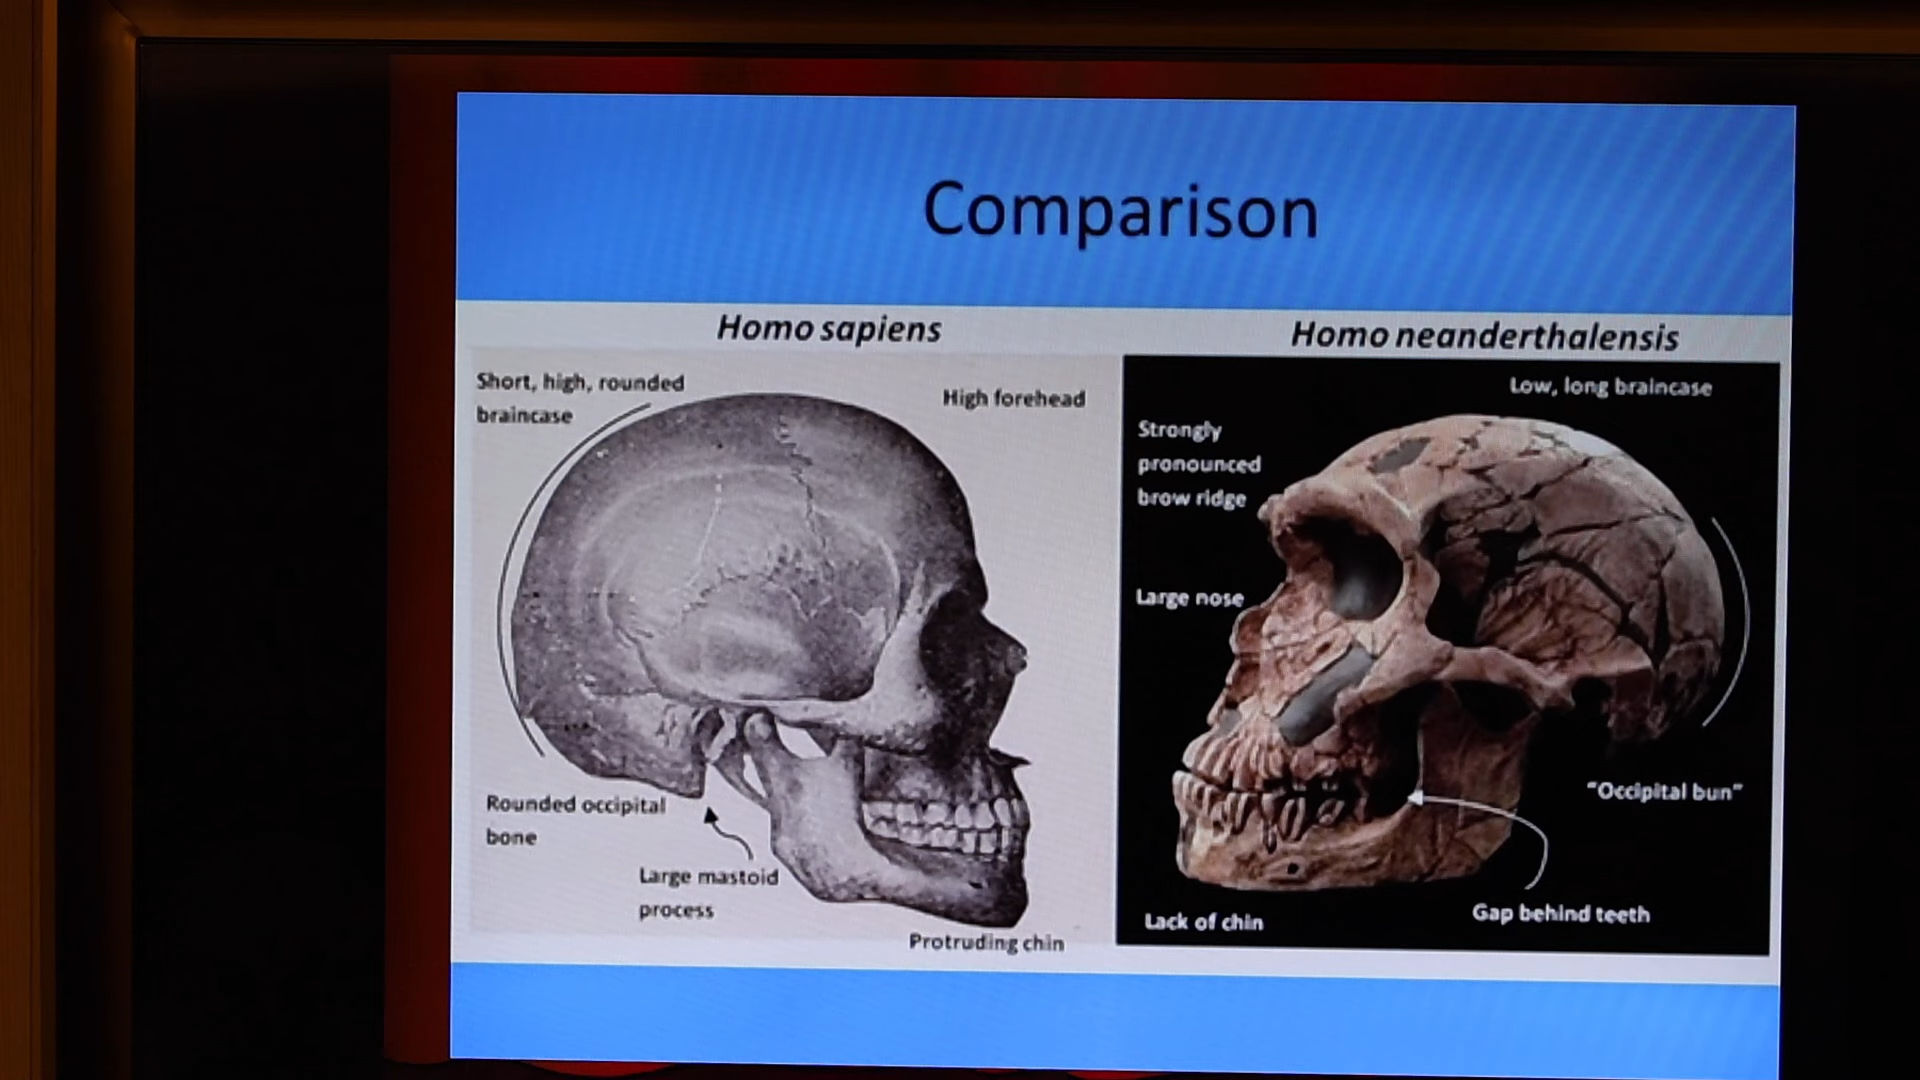 Comparison
Homo sapiens
Short, high, rounded
braincase
High forehead
Rounded occipital
bone
Large mastoid
process
Protruding chin
Homo neanderthalensis
Low, long braincase
Strongly
pronounced
brow ridge
Large nose
"Occipital bun"
Gap behind teeth
Lack of chin